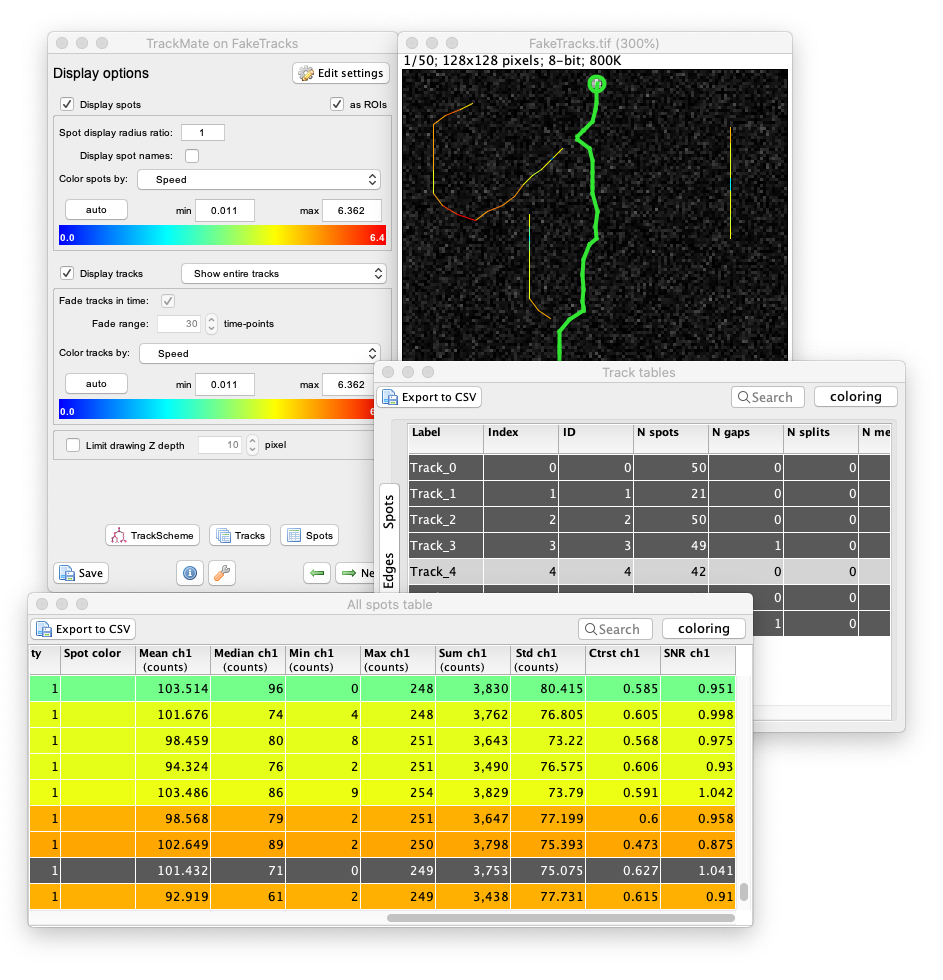 TrackMate on FakeTracks
Display options
Edit settings
Display spots
as ROIs
Spot display radius ratio: 1
Display spot names:
Color spots by: Speed
auto min 0.011 max 6.362
0.0 6.4
Display tracks Show entire tracks
Fade tracks in time:
Fade range: 30 time-points
Color tracks by: Speed
auto min 0.011 max 6.362
0.0
Limit drawing Z depth 10 pixel
TrackScheme Tracks Spots
Save
FakeTracks.tif (300%)
1/50; 128x128 pixels; 8-bit; 800K
Track tables
Export to CSV Search coloring
Spots
Edges
Label Index ID N spots N gaps N splits N me
Track_0 0 0 50 0 0
Track_1 1 1 21 0 0
Track_2 2 2 50 0 0
Track_3 3 3 49 1 0
Track_4 4 4 42 0 0
0 0
1 0
All spots table
Export to CSV Search coloring
ty Spot color Mean ch1 Median ch1 Min ch1 Max ch1 Sum ch1 Std ch1 Ctrst ch1 SNR ch1
(counts) (counts) (counts) (counts) (counts) (counts)
1 103.514 96 0 248 3,830 80.415 0.585 0.951
1 101.676 74 4 248 3,762 76.805 0.605 0.998
1 98.459 80 8 251 3,643 73.22 0.568 0.975
1 94.324 76 2 251 3,490 76.575 0.606 0.93
1 103.486 86 9 254 3,829 73.79 0.591 1.042
1 98.568 79 2 251 3,647 77.199 0.6 0.958
1 102.649 89 2 250 3,798 75.393 0.473 0.875
1 101.432 71 0 249 3,753 75.075 0.627 1.041
1 92.919 61 2 249 3,438 77.731 0.615 0.91